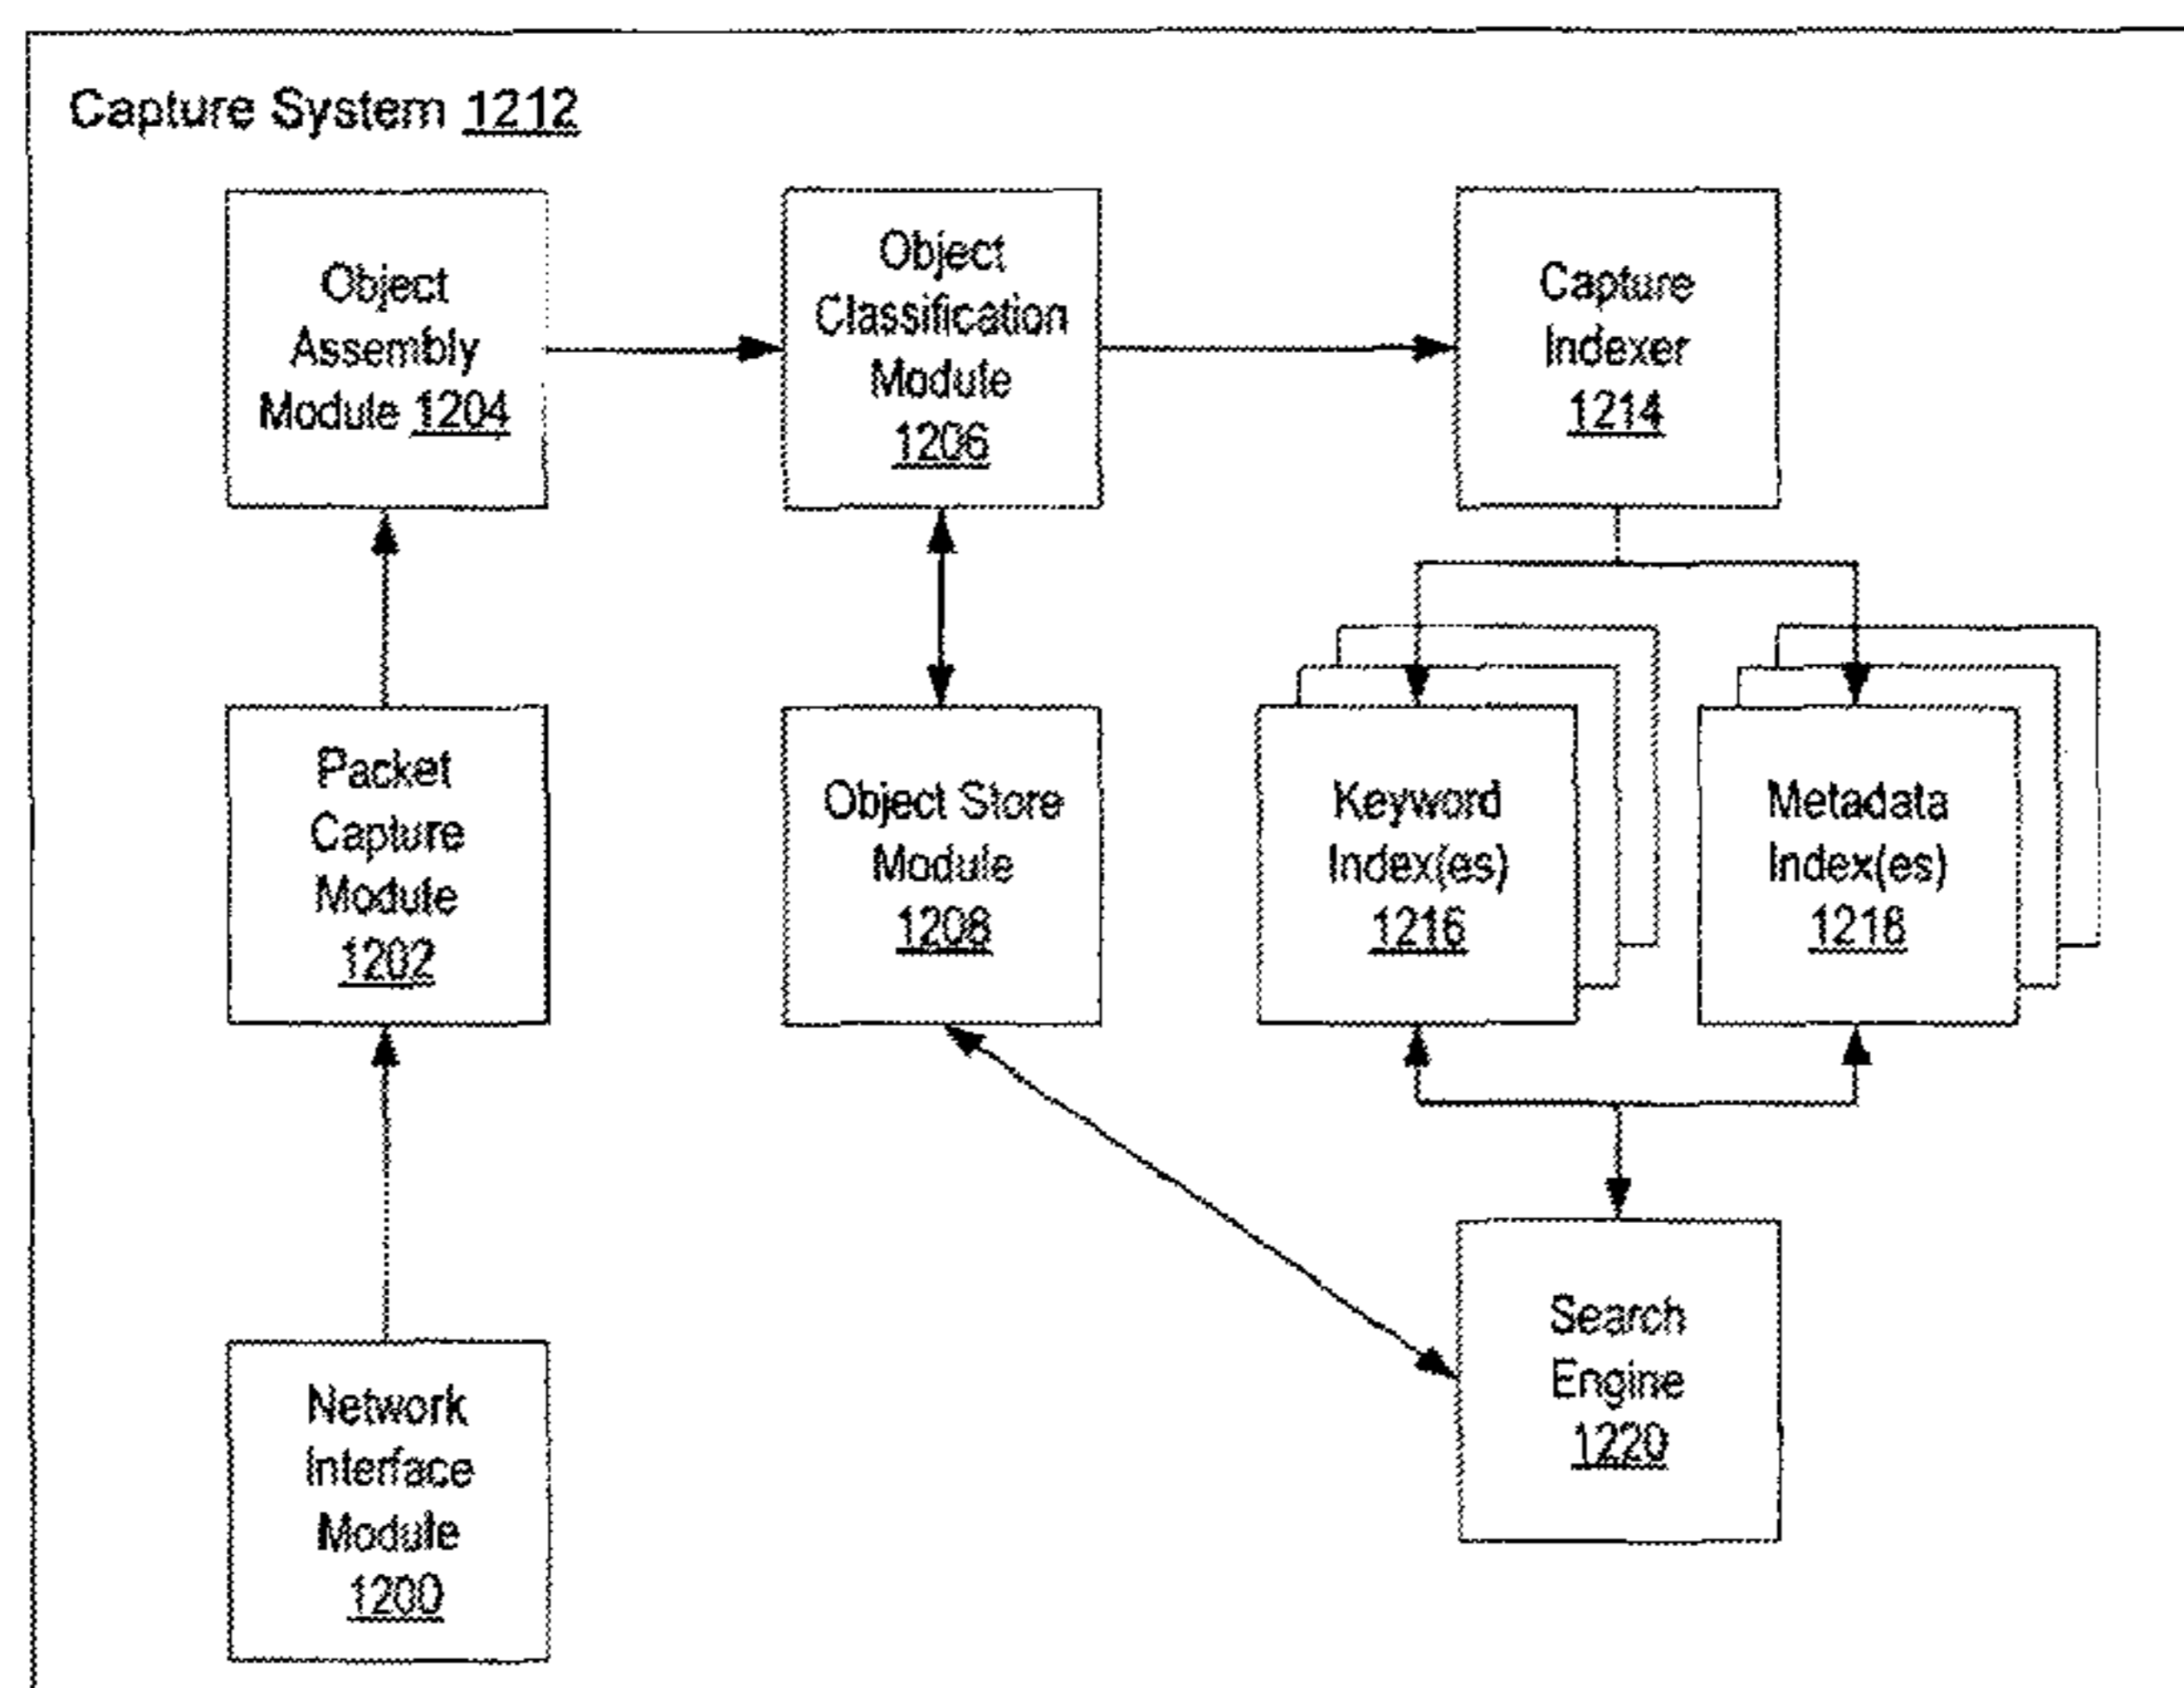 Capture System 1212
Object
Assembly
Module 1204
Object
Classification
Module
1206
Capture
Indexer
1214
Packet
Capture
Module
1202
Object Store
Module
1208
Keyword
Index(es)
1216
Metadata
Index(es)
1218
Network
Interface
Module
1200
Search
Engine
1220